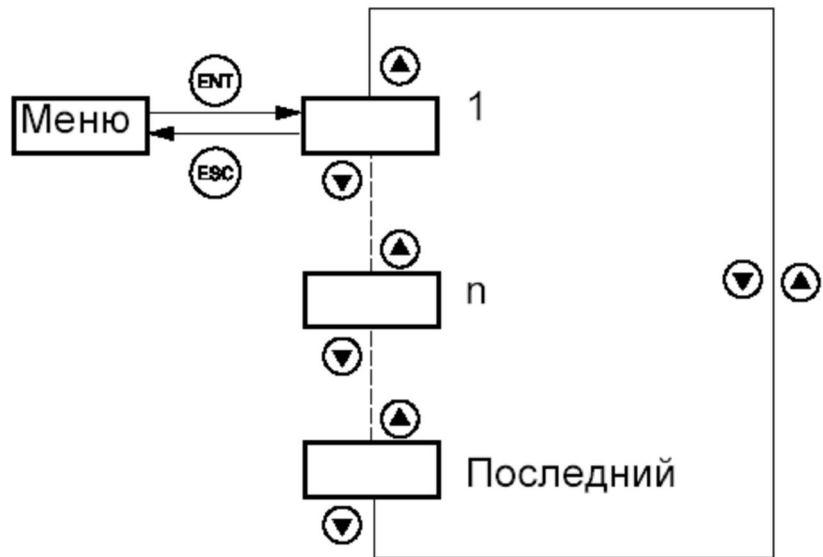 ENT
1
Меню
ESC
n
Последний